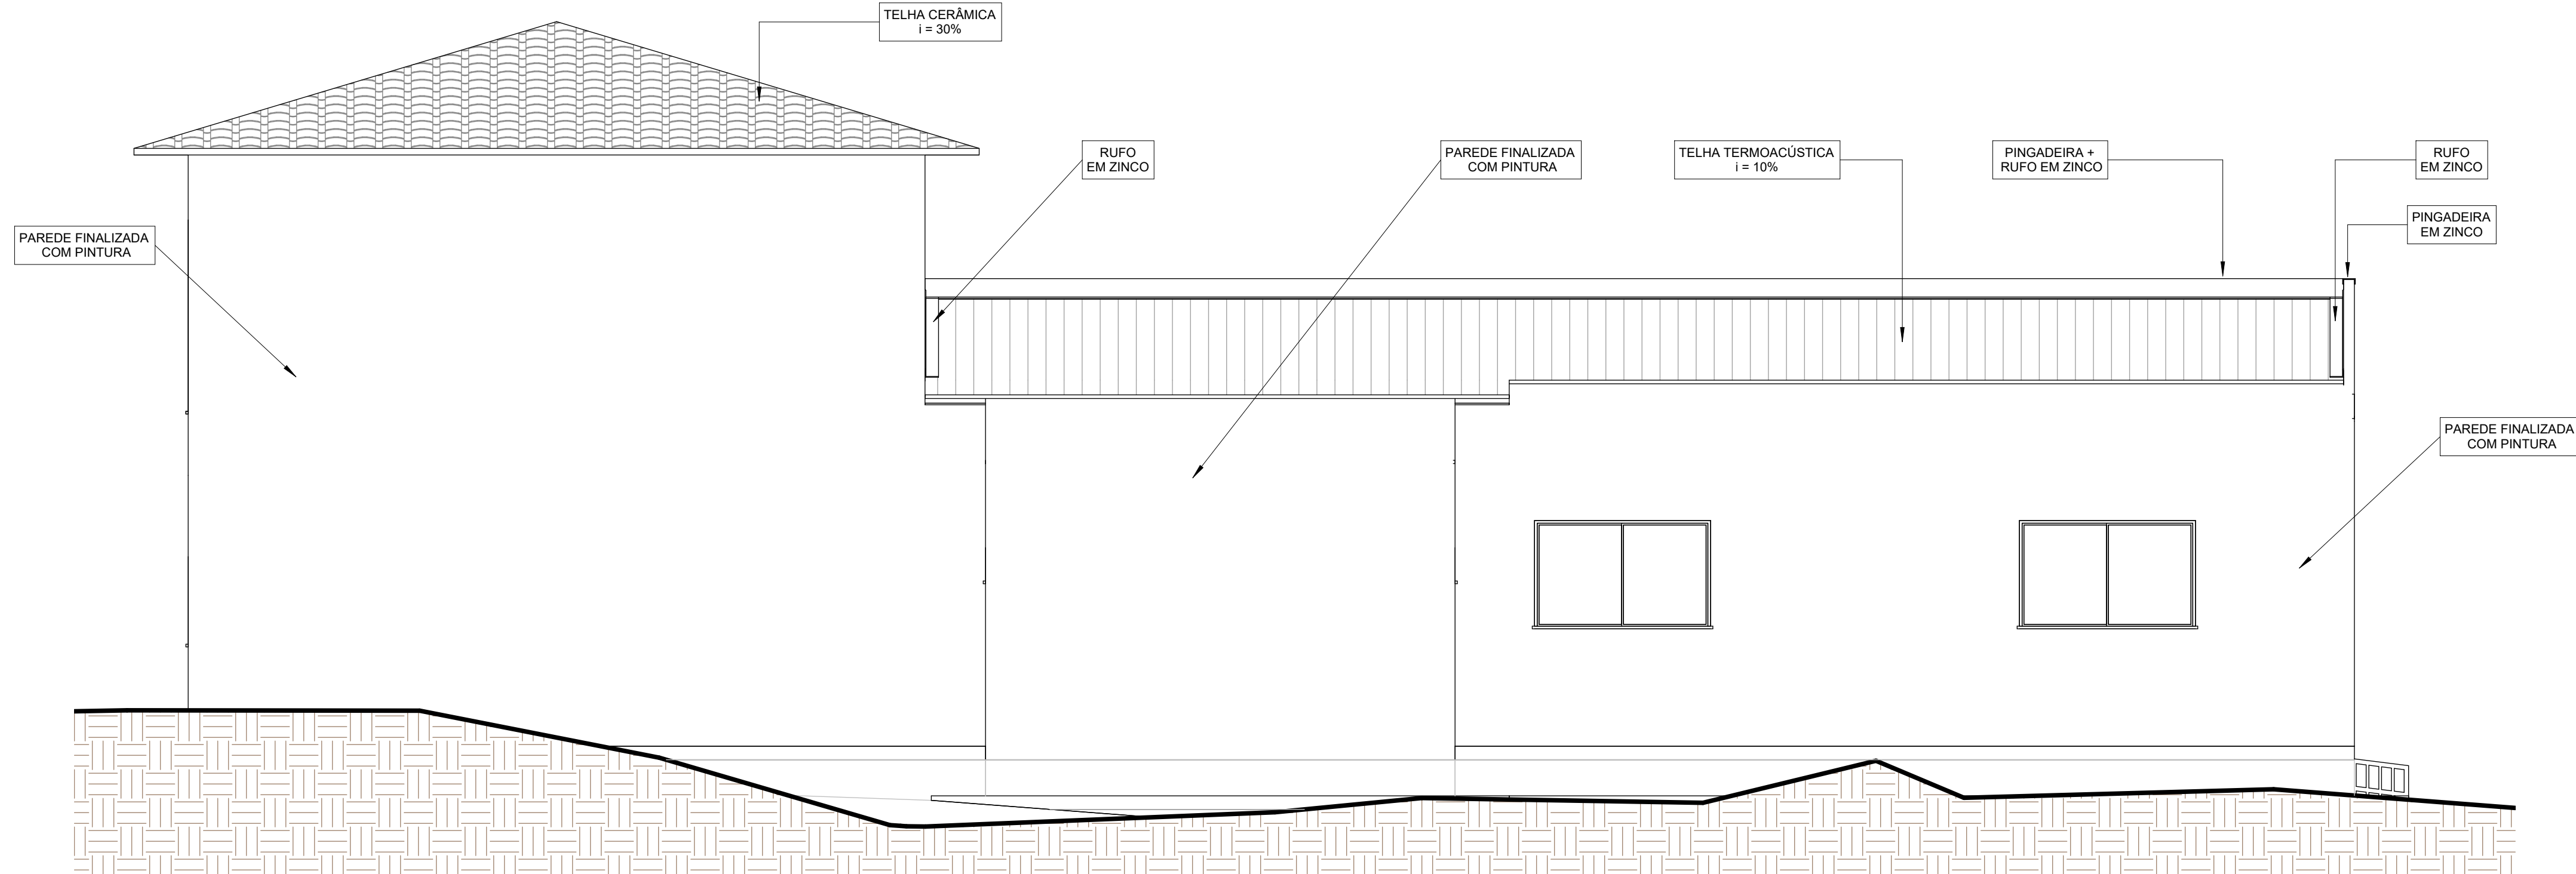 TELHA CERÂMICA
i = 30%
RUFO
EM ZINCO
PAREDE FINALIZADA
COM PINTURA
TELHA TERMOACÚSTICA
i = 10%
PINGADEIRA +
RUFO EM ZINCO
RUFO
EM ZINCO
PINGADEIRA
EM ZINCO
PAREDE FINALIZADA
COM PINTURA
PAREDE FINALIZADA
COM PINTURA